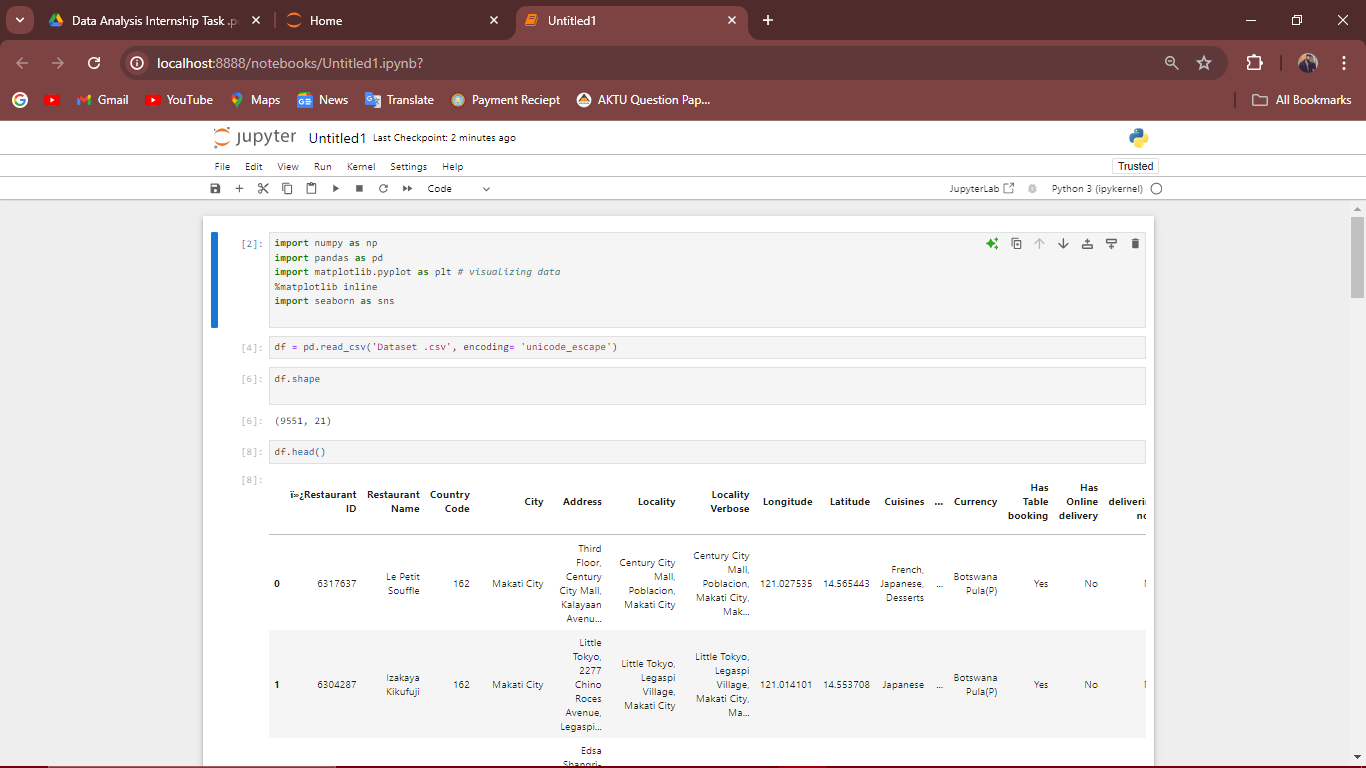 Data Analysis Internship Task .p
Home
Untitled1
localhost:8888/notebooks/Untitled1.ipynb?
Gmail
YouTube
Maps
News
Translate
Payment Reciept
AKTU Question Pap...
All Bookmarks
jupyter Untitled1 Last Checkpoint: 2 minutes ago
File Edit View Run Kernel Settings Help
Trusted
Code
JupyterLab
Python 3 (ipykernel)
[2]:
import numpy as np
import pandas as pd
import matplotlib.pyplot as plt # visualizing data
%matplotlib inline
import seaborn as sns
[4]: df = pd.read_csv('Dataset .csv', encoding= 'unicode_escape')
[6]: df.shape
[6]: (9551, 21)
[8]: df.head()
[8]:
ï»¿Restaurant
ID
Restaurant
Name
Country
Code
City
Address
Locality
Locality
Verbose
Longitude
Latitude
Cuisines
...
Currency
Has
Table
booking
Has
Online
delivery
0
6317637
Le Petit
Souffle
162
Makati City
Third
Floor,
Century
City Mall,
Kalayaan
Avenu...
Century City
Mall,
Poblacion,
Makati City
Century City
Mall,
Poblacion,
Makati City,
Mak...
121.027535
14.565443
French,
Japanese,
Desserts
...
Botswana
Pula(P)
Yes
No
1
6304287
Izakaya
Kikufuji
162
Makati City
Little
Tokyo,
2277
Chino
Roces
Avenue,
Legaspi...
Little Tokyo,
Legaspi
Village,
Makati City
Little Tokyo,
Legaspi
Village,
Makati City,
Ma...
121.014101
14.553708
Japanese
...
Botswana
Pula(P)
Yes
No
Edsa
Shangri-